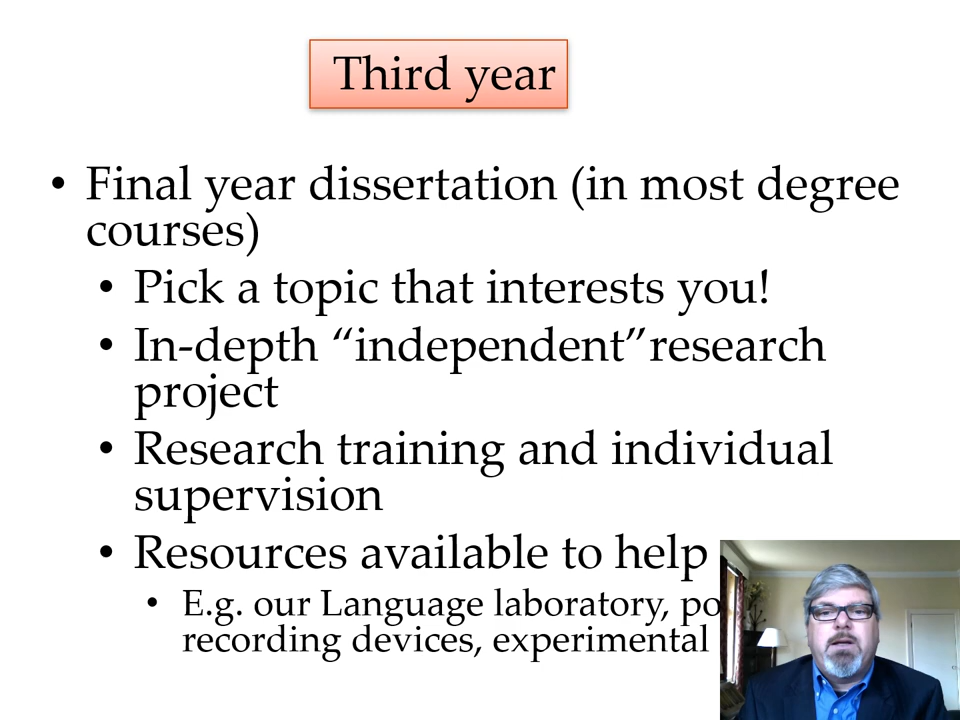 Third year
• Final year dissertation (in most degree
courses)
• Pick a topic that interests you!
• In-depth “independent”research
project
• Research training and individual
supervision
• Resources available to help
• E.g. our Language laboratory,
recording devices, experimental